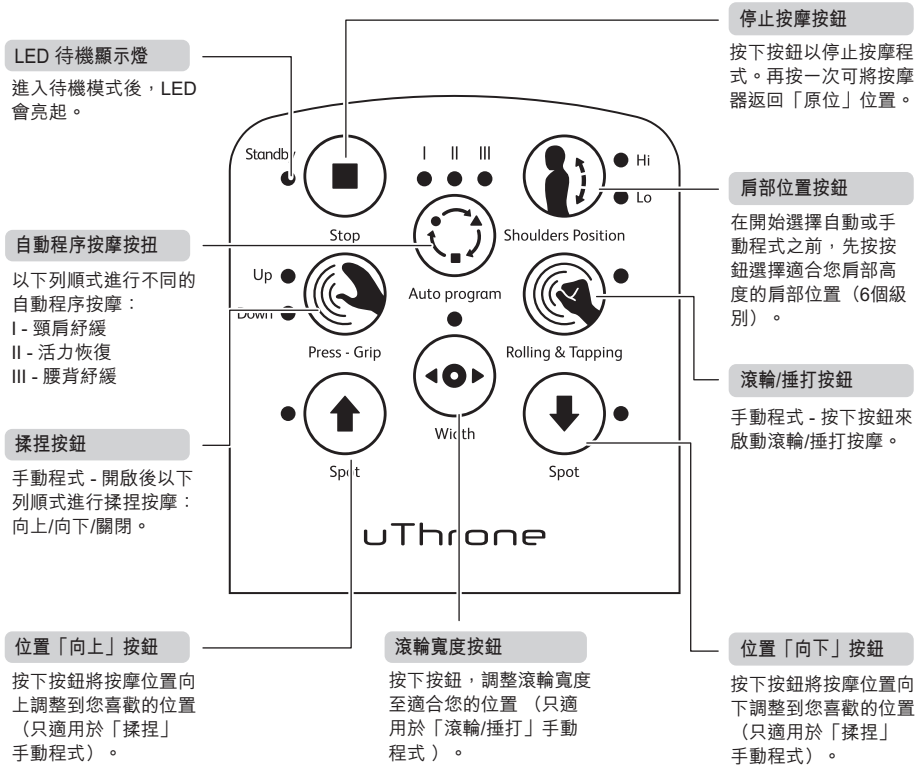 停止按摩按鈕
按下按鈕以停止按摩程
式。再按一次可將按摩
器返回「原位」位置。
LED 待機顯示燈
進入待機模式後，LED
會亮起。
Standby
I II III
Hi
Lo
Stop
Shoulders Position
肩部位置按鈕
在開始選擇自動或手
動程式之前，先按按
鈕選擇適合您肩部高
度的肩部位置（6個級
別）。
自動程序按摩按扭
以下列順式進行不同的
自動程序按摩：
I - 頸肩紓緩
II - 活力恢復
III - 腰背紓緩
Up
Down
Auto program
Press - Grip
Rolling & Tapping
滾輪/捶打按鈕
手動程式 - 按下按鈕來
啟動滾輪/捶打按摩。
揉捏按鈕
手動程式 - 開啟後以下
列順式進行揉捏按摩：
向上/向下/關閉。
Width
Spot
Spot
uThrone
位置「向上」按鈕
按下按鈕將按摩位置向
上調整到您喜歡的位置
（只適用於「揉捏」
手動程式）。
滾輪寬度按鈕
按下按鈕，調整滾輪寬度
至適合您的位置 （只適
用於「滾輪/捶打」手動
程式 ）。
位置「向下」按鈕
按下按鈕將按摩位置向
下調整到您喜歡的位置
（只適用於「揉捏」
手動程式）。